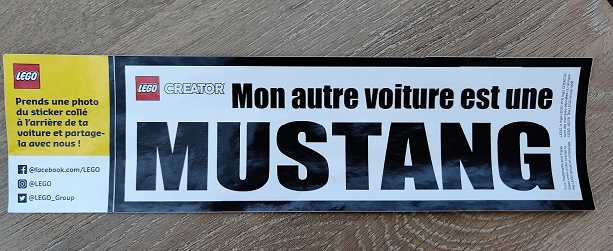 LEGO
Prends une photo
du sticker collé
à l'arrière de ta
voiture et partage-
la avec nous !
@facebook.com/LEGO
@LEGO
@LEGO_Group
LEGO CREATOR
Mon autre voiture est une
MUSTANG